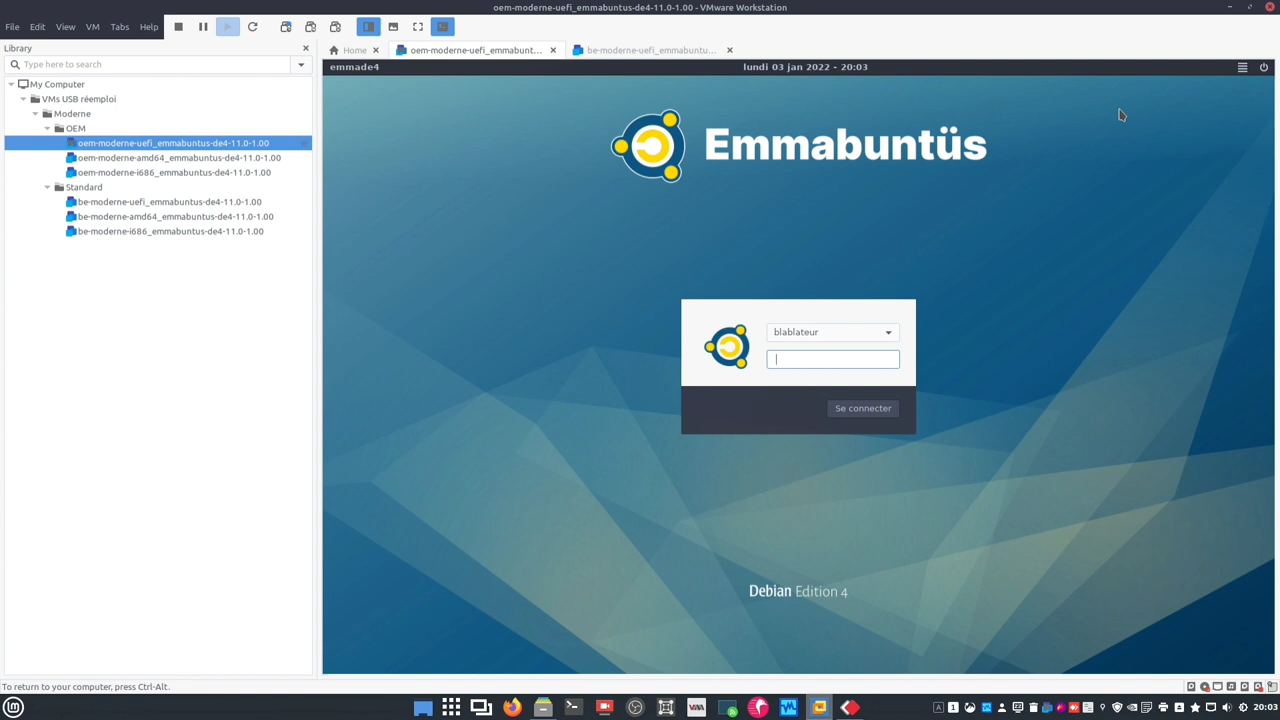 oem-moderne-uefi_emmabuntus-de4-11.0-1.00 - VMware Workstation
File Edit View VM Tabs Help
Library
Type here to search
My Computer
VMs USB réemploi
Moderne
OEM
oem-moderne-uefi_emmabuntus-de4-11.0-1.00
oem-moderne-amd64_emmabuntus-de4-11.0-1.00
oem-moderne-i686_emmabuntus-de4-11.0-1.00
Standard
be-moderne-uefi_emmabuntus-de4-11.0-1.00
be-moderne-amd64_emmabuntus-de4-11.0-1.00
be-moderne-i686_emmabuntus-de4-11.0-1.00
Home oem-moderne-uefi_emmabunt... be-moderne-uefi_emmabuntu...
emmade4 lundi 03 jan 2022 - 20:03
Emmabuntüs
blablateur
Se connecter
Debian Edition 4
To return to your computer, press Ctrl-Alt.
20:03